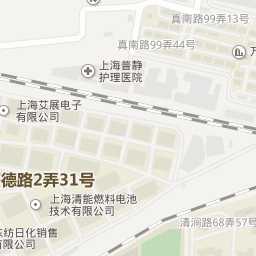 真南路99弄13号
真南路99弄44号
上海普静
护理医院
上海艾展电子
有限公司
德路2弄31号
上海清能燃料电池
技术有限公司
清涧路68弄57号
纺日化销售
有限公司